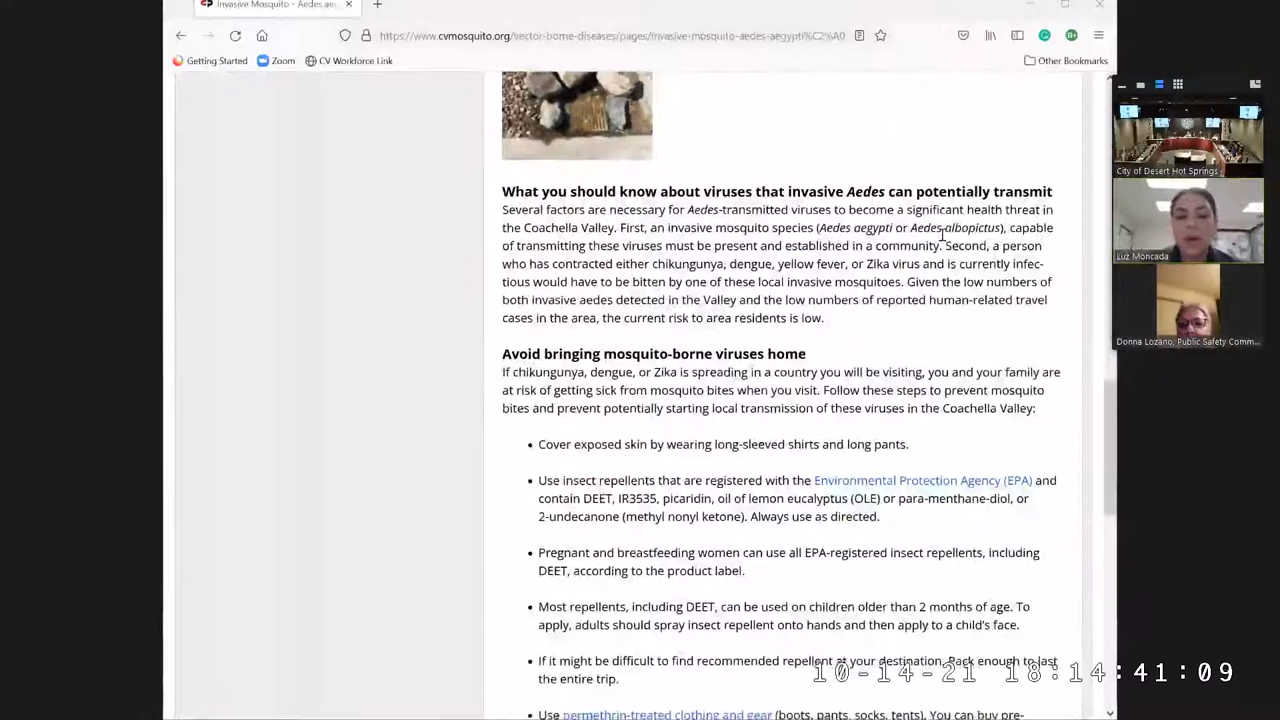 Invasive Mosquito - Aedes ae
https://www.cvmosquito.org/vector-borne-diseases/pages/invasive-mosquito-aedes-aegypti%C2%A0
Getting Started
Zoom
CV Workforce Link
Other Bookmarks
What you should know about viruses that invasive Aedes can potentially transmit
Several factors are necessary for Aedes-transmitted viruses to become a significant health threat in
the Coachella Valley. First, an invasive mosquito species (Aedes aegypti or Aedes albopictus), capable
of transmitting these viruses must be present and established in a community. Second, a person
who has contracted either chikungunya, dengue, yellow fever, or Zika virus and is currently infec-
tious would have to be bitten by one of these local invasive mosquitoes. Given the low numbers of
both invasive aedes detected in the Valley and the low numbers of reported human-related travel
cases in the area, the current risk to area residents is low.
Avoid bringing mosquito-borne viruses home
If chikungunya, dengue, or Zika is spreading in a country you will be visiting, you and your family are
at risk of getting sick from mosquito bites when you visit. Follow these steps to prevent mosquito
bites and prevent potentially starting local transmission of these viruses in the Coachella Valley:
• Cover exposed skin by wearing long-sleeved shirts and long pants.
• Use insect repellents that are registered with the Environmental Protection Agency (EPA) and
contain DEET, IR3535, picaridin, oil of lemon eucalyptus (OLE) or para-menthane-diol, or
2-undecanone (methyl nonyl ketone). Always use as directed.
• Pregnant and breastfeeding women can use all EPA-registered insect repellents, including
DEET, according to the product label.
• Most repellents, including DEET, can be used on children older than 2 months of age. To
apply, adults should spray insect repellent onto hands and then apply to a child's face.
• If it might be difficult to find recommended repellent at your destination. Pack enough to last
the entire trip.
• Use permethrin-treated clothing and gear (boots, pants, socks, tents). You can buy pre-
City of Desert Hot Springs
Luz Moncada
Donna Lozano, Public Safety Comm...
10-14-21 18:14:41:09